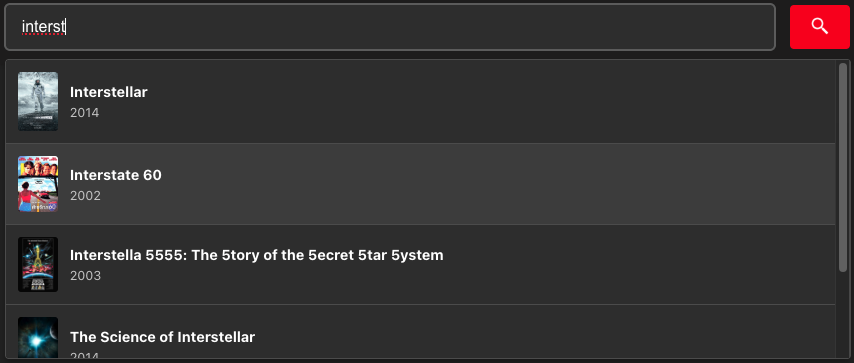 interst
Interstellar
2014
Interstate 60
2002
Interstella 5555: The 5tory of the 5ecret 5tar 5ystem
2003
The Science of Interstellar
2014